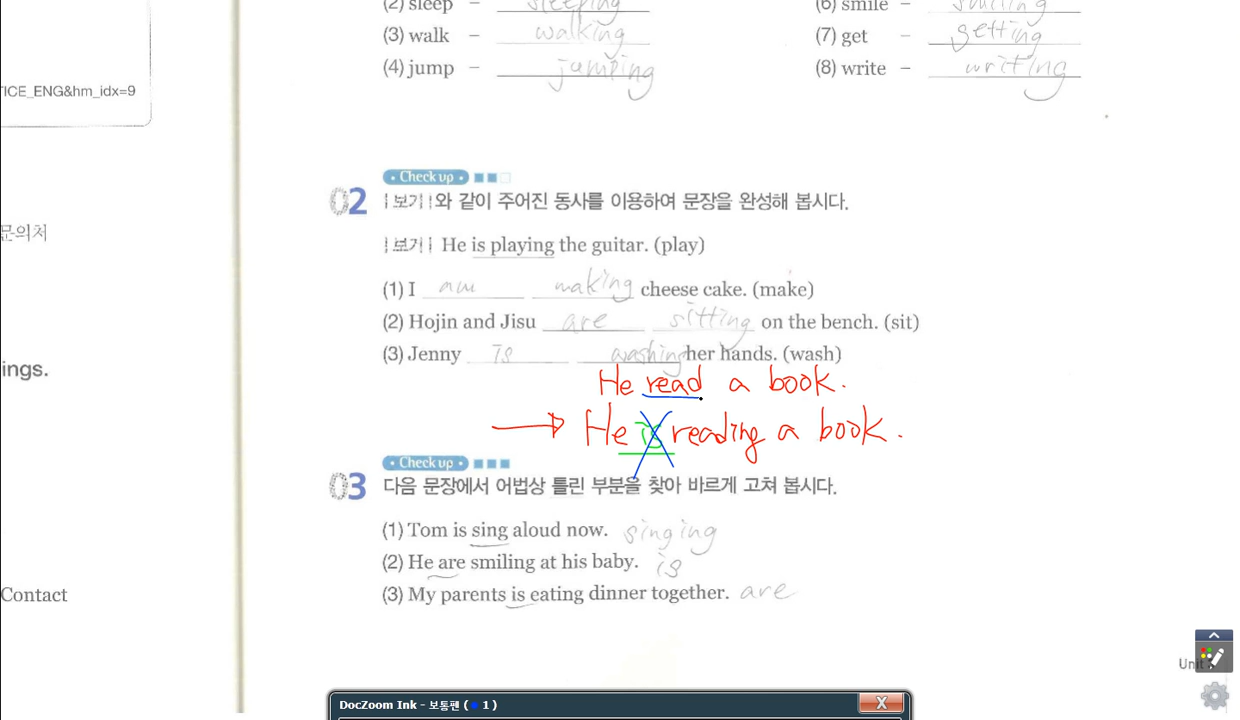 (2) sleep – sleeping
(6) smile – smiling
(3) walk – walking
(7) get – getting
(4) jump – jumping
(8) write – writing
TICE_ENG&hm_idx=9
• Check up •
02 |보기|와 같이 주어진 동사를 이용하여 문장을 완성해 봅시다.
문의처
|보기| He is playing the guitar. (play)
(1) I am making cheese cake. (make)
(2) Hojin and Jisu are sitting on the bench. (sit)
(3) Jenny is washing her hands. (wash)
ings.
He read a book.
He is reading a book.
• Check up •
03 다음 문장에서 어법상 틀린 부분을 찾아 바르게 고쳐 봅시다.
(1) Tom is sing aloud now. singing
(2) He are smiling at his baby. is
(3) My parents is eating dinner together. are
Contact
Unit
DocZoom Ink - 보통펜 ( 1 )